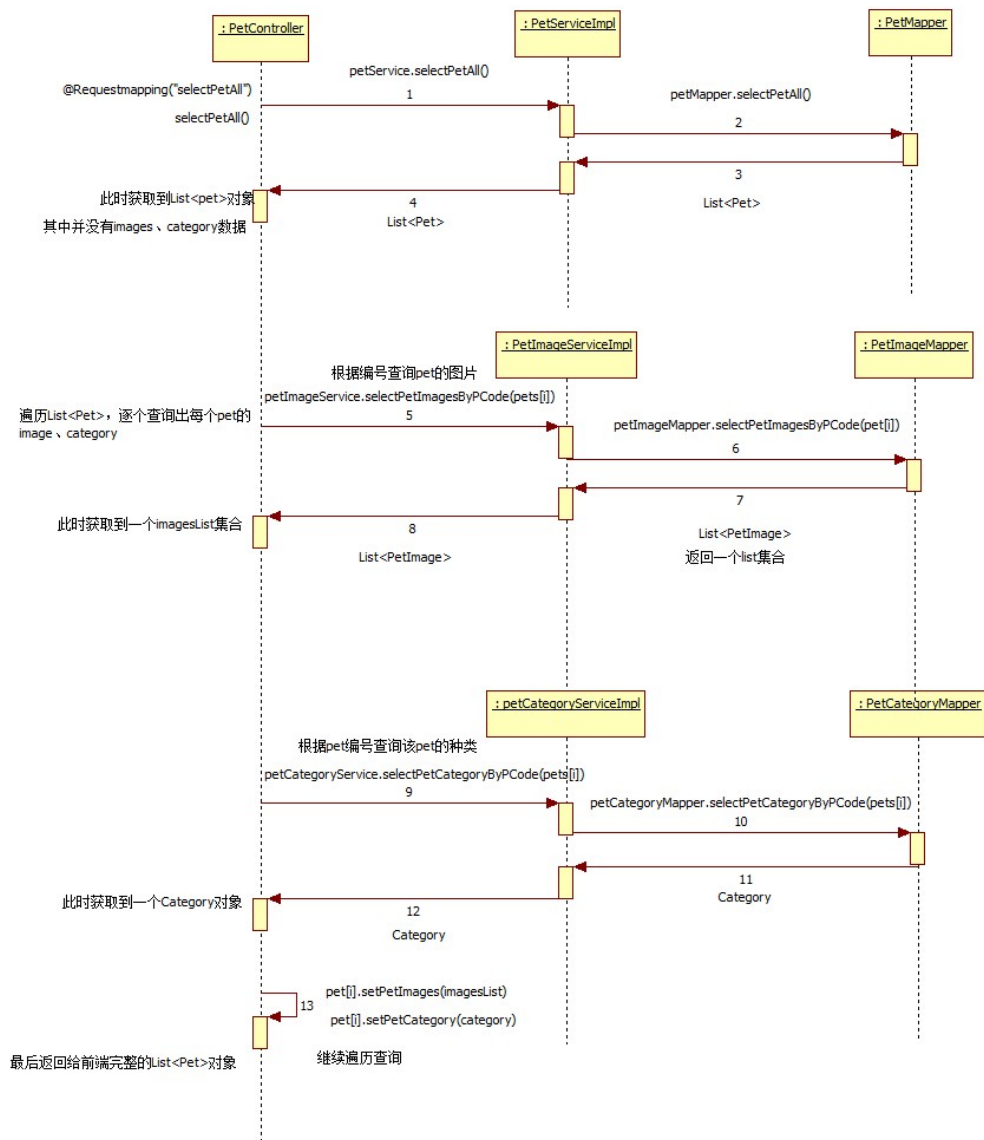 : PetController
: PetServiceImpl
: PetMapper
petService.selectPetAll()
@Requestmapping("selectPetAll")
1
petMapper.selectPetAll()
selectPetAll()
2
3
此时获取到List<pet>对象
4
List<Pet>
其中并没有images、category数据
List<Pet>
: PetImageServiceImpl
: PetImageMapper
根据编号查询pet的图片
petImageService.selectPetImagesByPCode(pets[i])
遍历List<Pet>，逐个查询出每个pet的
image、category
5
petImageMapper.selectPetImagesByPCode(pet[i])
6
7
此时获取到一个imagesList集合
8
List<PetImage>
List<PetImage>
返回一个list集合
: petCategoryServiceImpl
: PetCategoryMapper
根据pet编号查询该pet的种类
petCategoryService.selectPetCategoryByPCode(pets[i])
9
petCategoryMapper.selectPetCategoryByPCode(pets[i])
10
11
Category
此时获取到一个Category对象
12
Category
pet[i].setPetImages(imagesList)
13
pet[i].setPetCategory(category)
最后返回给前端完整的List<Pet>对象
继续遍历查询